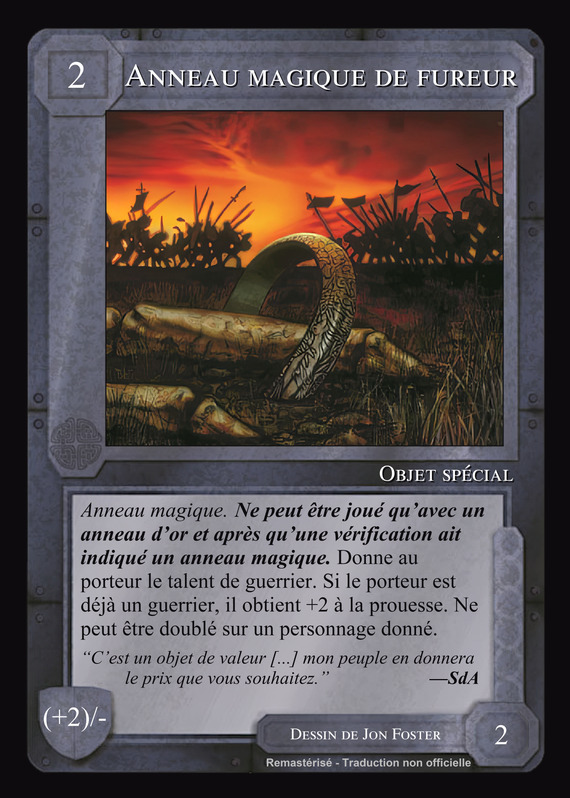 2
ANNEAU MAGIQUE DE FUREUR
OBJET SPÉCIAL
Anneau magique. Ne peut être joué qu’avec un
anneau d’or et après qu’une vérification ait
indiqué un anneau magique. Donne au
porteur le talent de guerrier. Si le porteur est
déjà un guerrier, il obtient +2 à la prouesse. Ne
peut être doublé sur un personnage donné.
“C’est un objet de valeur [...] mon peuple en donnera
le prix que vous souhaitez.” —SdA
(+2)/-
DESSIN DE JON FOSTER
2
Remastérisé - Traduction non officielle